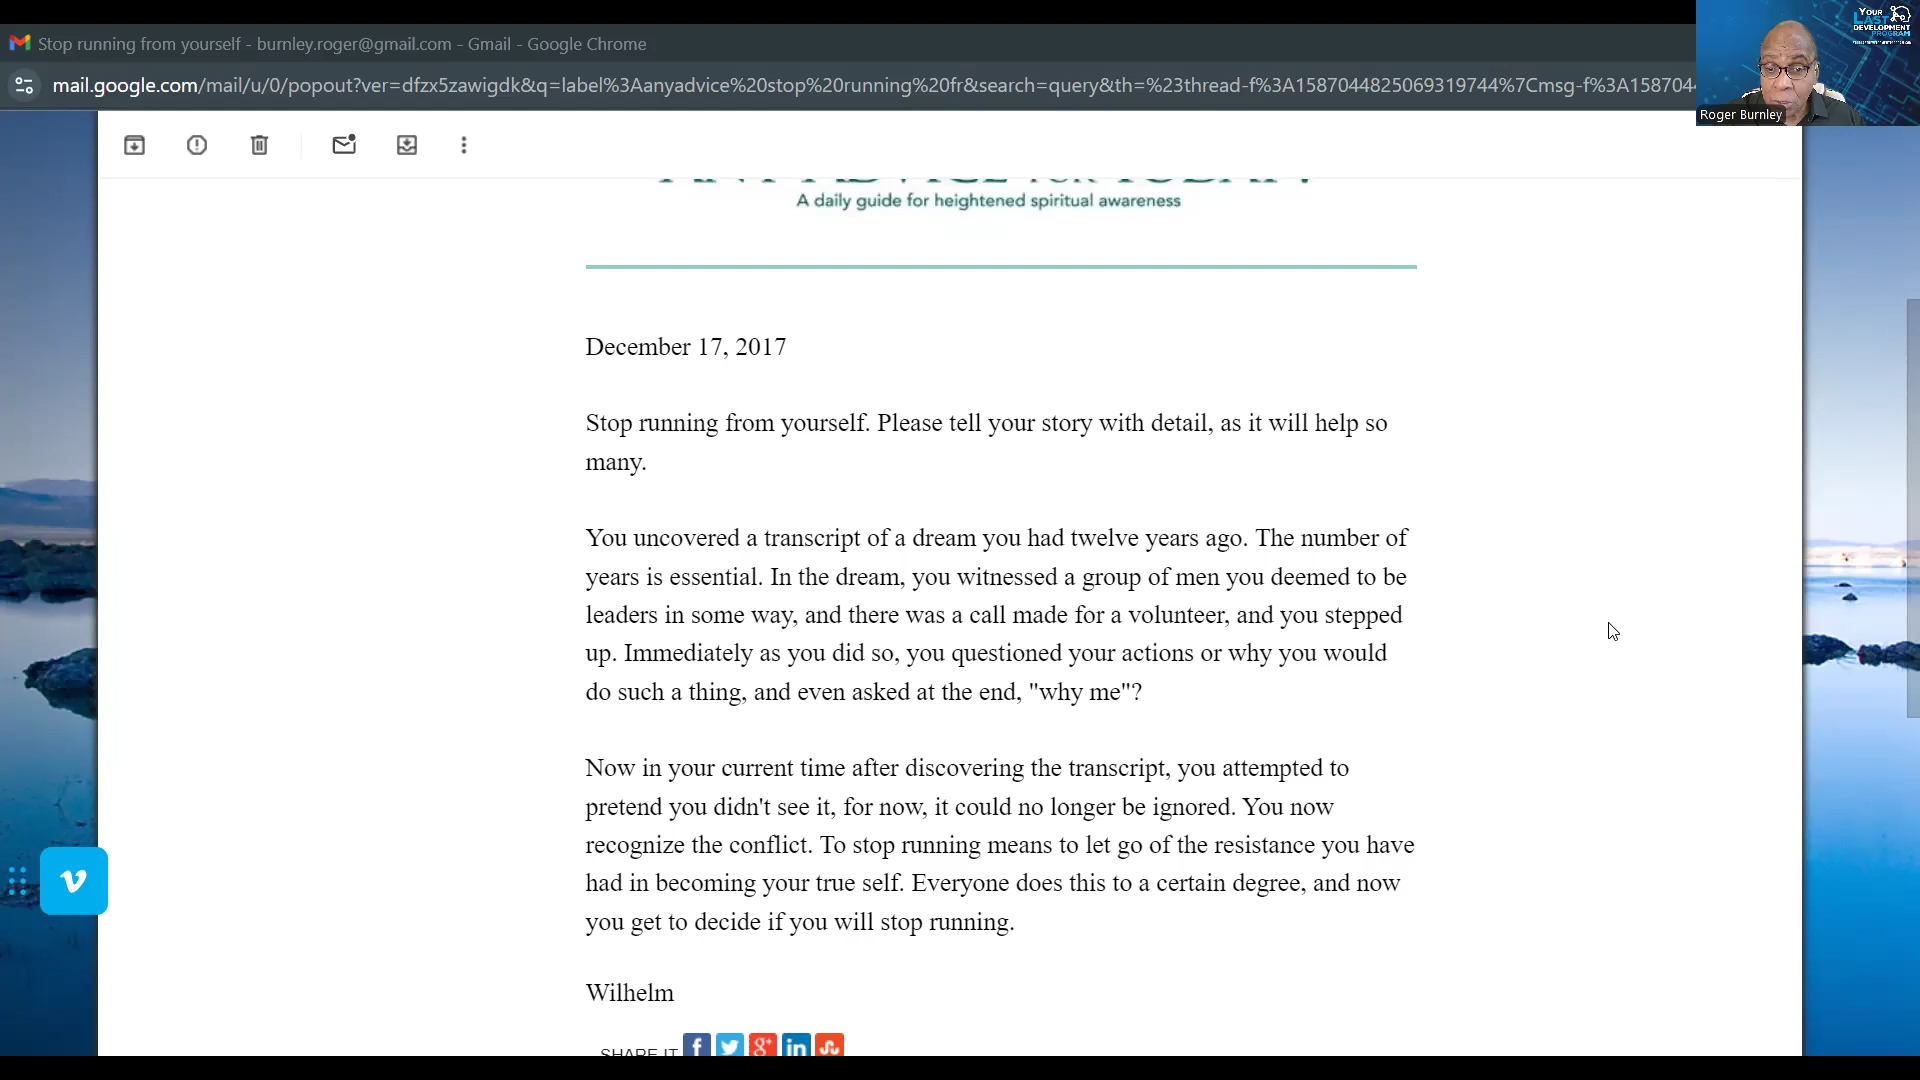 Stop running from yourself - burnley.roger@gmail.com - Gmail - Google Chrome
mail.google.com/mail/u/0/popout?ver=dfzx5zawigdk&q=label%3Aanyadvice%20stop%20running%20fr&search=query&th=%23thread-f%3A1587044825069319744%7Cmsg-f%3A1587044
YOUR
LAST
DEVELOPMENT
PROGRAM
Roger Burnley
A daily guide for heightened spiritual awareness
December 17, 2017
Stop running from yourself. Please tell your story with detail, as it will help so
many.
You uncovered a transcript of a dream you had twelve years ago. The number of
years is essential. In the dream, you witnessed a group of men you deemed to be
leaders in some way, and there was a call made for a volunteer, and you stepped
up. Immediately as you did so, you questioned your actions or why you would
do such a thing, and even asked at the end, "why me"?
Now in your current time after discovering the transcript, you attempted to
pretend you didn't see it, for now, it could no longer be ignored. You now
recognize the conflict. To stop running means to let go of the resistance you have
had in becoming your true self. Everyone does this to a certain degree, and now
you get to decide if you will stop running.
Wilhelm
SHARE IT